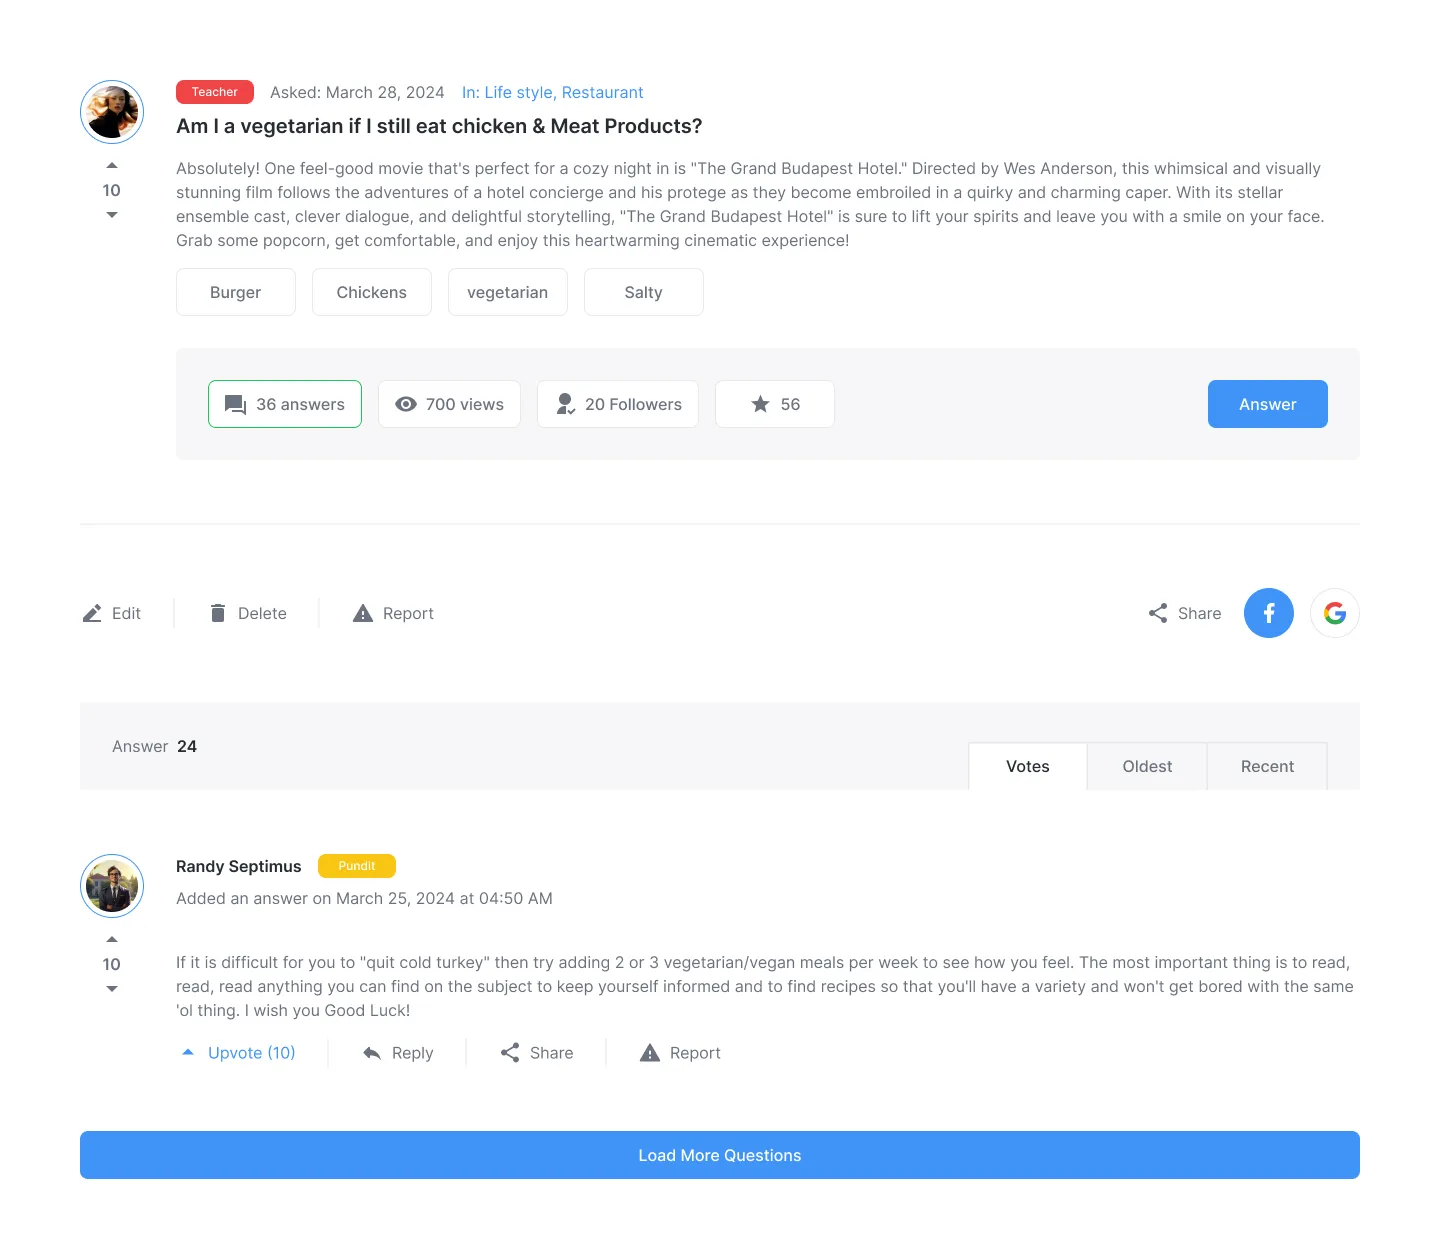 Teacher Asked: March 28, 2024 In: Life style, Restaurant
Am I a vegetarian if I still eat chicken & Meat Products?
10
Absolutely! One feel-good movie that's perfect for a cozy night in is "The Grand Budapest Hotel." Directed by Wes Anderson, this whimsical and visually
stunning film follows the adventures of a hotel concierge and his protege as they become embroiled in a quirky and charming caper. With its stellar
ensemble cast, clever dialogue, and delightful storytelling, "The Grand Budapest Hotel" is sure to lift your spirits and leave you with a smile on your face.
Grab some popcorn, get comfortable, and enjoy this heartwarming cinematic experience!
Burger Chickens vegetarian Salty
36 answers 700 views 20 Followers 56 Answer
Edit Delete Report Share
Answer 24
Votes Oldest Recent
Randy Septimus Pundit
Added an answer on March 25, 2024 at 04:50 AM
10
If it is difficult for you to "quit cold turkey" then try adding 2 or 3 vegetarian/vegan meals per week to see how you feel. The most important thing is to read,
read, read anything you can find on the subject to keep yourself informed and to find recipes so that you'll have a variety and won't get bored with the same
'ol thing. I wish you Good Luck!
Upvote (10) Reply Share Report
Load More Questions